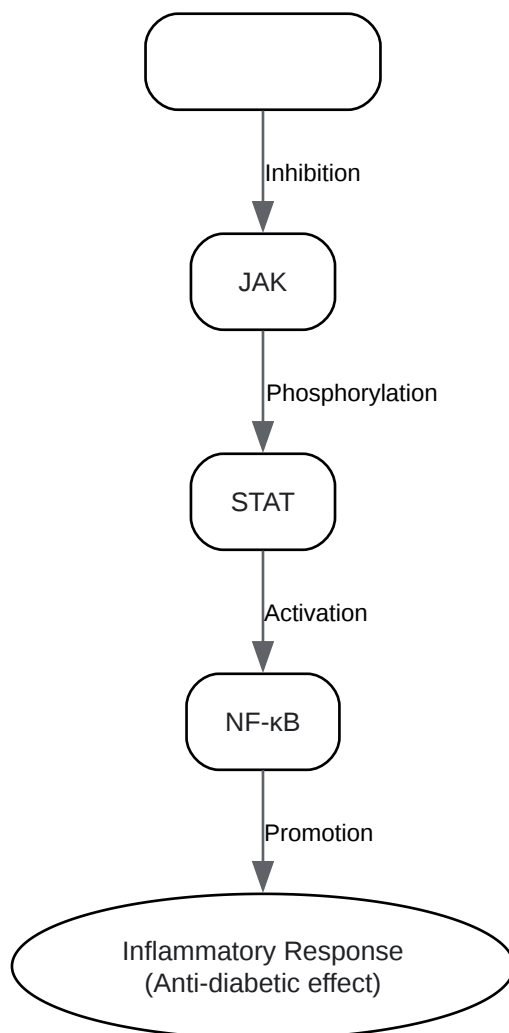 Inhibition
JAK
Phosphorylation
STAT
Activation
NF-κB
Promotion
Inflammatory Response
(Anti-diabetic effect)